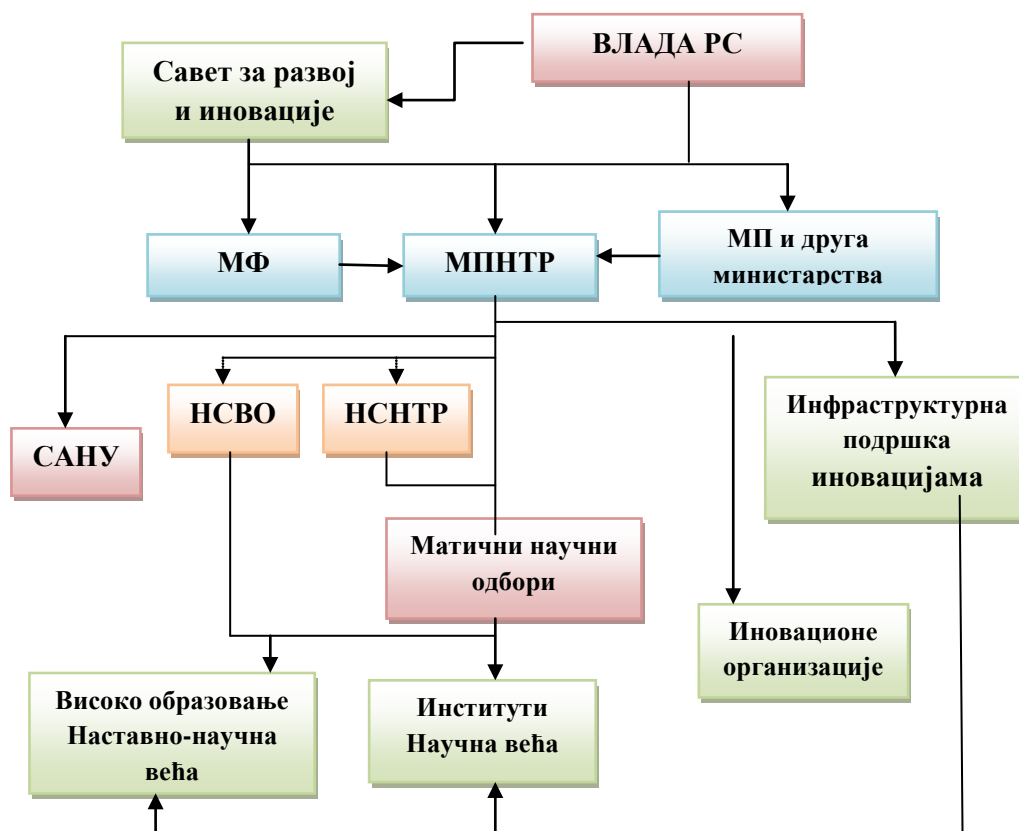 ВЛАДА РС
Савет за развој
и иновације
МФ
МПНТР
МП и друга
министарства
НСВО
НСНТР
САНУ
Инфраструктурна
подршка
иновацијама
Матични научни
одбори
Иновационе
организације
Високо образовање
Наставно-научна
већа
Институти
Научна већа